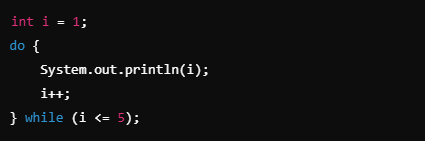 int i = 1;
do {
    System.out.println(i);
    i++;
} while (i <= 5);